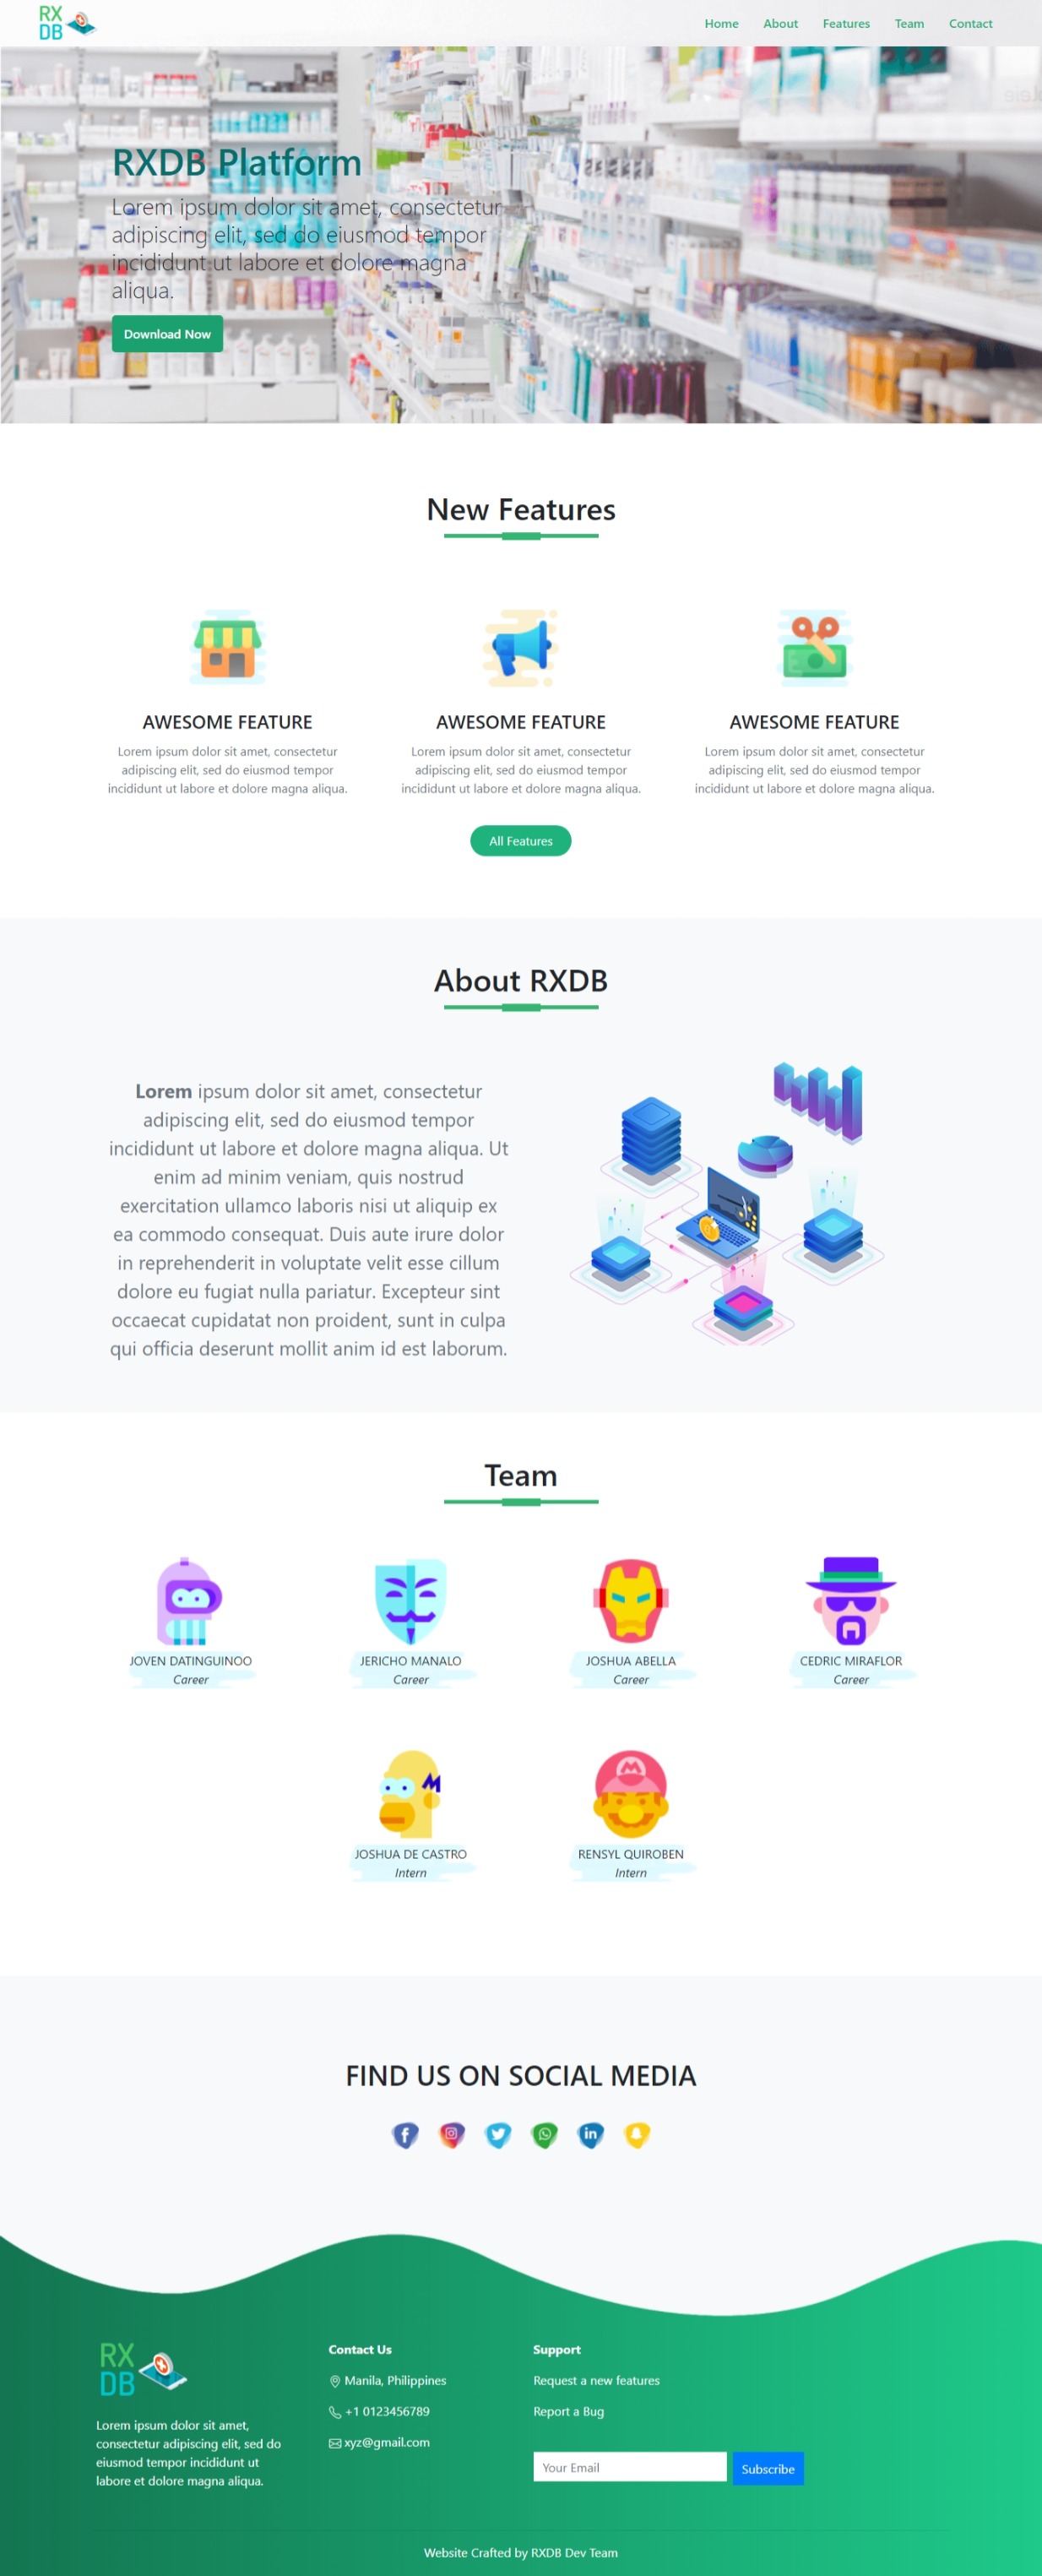 RX
DB
Home About Features Team Contact
RXDB Platform
Lorem ipsum dolor sit amet, consectetur
adipiscing elit, sed do eiusmod tempor
incididunt ut labore et dolore magna
aliqua.
Download Now
New Features
AWESOME FEATURE
Lorem ipsum dolor sit amet, consectetur
adipiscing elit, sed do eiusmod tempor
incididunt ut labore et dolore magna aliqua.
AWESOME FEATURE
Lorem ipsum dolor sit amet, consectetur
adipiscing elit, sed do eiusmod tempor
incididunt ut labore et dolore magna aliqua.
AWESOME FEATURE
Lorem ipsum dolor sit amet, consectetur
adipiscing elit, sed do eiusmod tempor
incididunt ut labore et dolore magna aliqua.
All Features
About RXDB
Lorem ipsum dolor sit amet, consectetur
adipiscing elit, sed do eiusmod tempor
incididunt ut labore et dolore magna aliqua. Ut
enim ad minim veniam, quis nostrud
exercitation ullamco laboris nisi ut aliquip ex
ea commodo consequat. Duis aute irure dolor
in reprehenderit in voluptate velit esse cillum
dolore eu fugiat nulla pariatur. Excepteur sint
occaecat cupidatat non proident, sunt in culpa
qui officia deserunt mollit anim id est laborum.
Team
JOVEN DATINGUINOO
Career
JERICHO MANALO
Career
JOSHUA ABELLA
Career
CEDRIC MIRAFLOR
Career
JOSHUA DE CASTRO
Intern
RENSYL QUIROBEN
Intern
FIND US ON SOCIAL MEDIA
RX
DB
Lorem ipsum dolor sit amet,
consectetur adipiscing elit, sed do
eiusmod tempor incididunt ut
labore et dolore magna aliqua.
Contact Us
Manila, Philippines
+1 0123456789
xyz@gmail.com
Support
Request a new features
Report a Bug
Your Email
Subscribe
Website Crafted by RXDB Dev Team